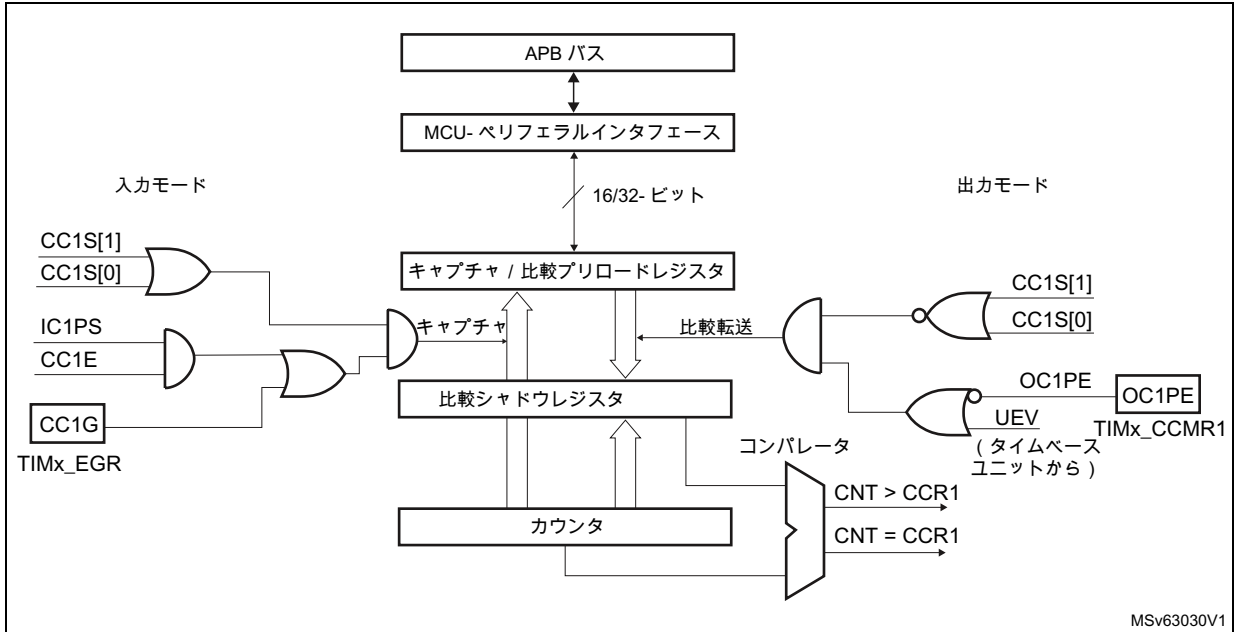 APB バス
MCU- ペリフェラルインタフェース
入力モード
16/32- ビット
出力モード
CC1S[1]
CC1S[0]
キャプチャ / 比較プリロードレジスタ
CC1S[1]
CC1S[0]
IC1PS
CC1E
キャプチャ
比較転送
CC1G
TIMx_EGR
比較シャドウレジスタ
OC1PE
OC1PE
UEV
TIMx_CCMR1
( タイムベース
ユニットから )
コンパレータ
CNT > CCR1
カウンタ
CNT = CCR1
MSv63030V1